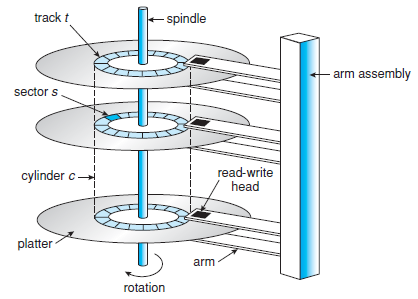 track t
spindle
arm assembly
sector s
cylinder c
read-write
head
platter
arm
rotation